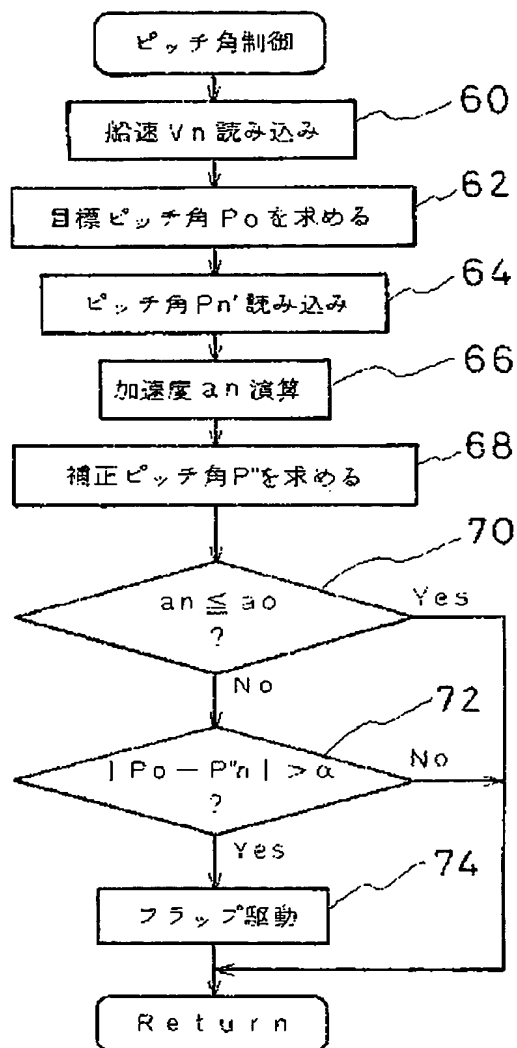 ピッチ角制御
60
船速Vn読み込み
62
目標ピッチ角Poを求める
64
ピッチ角Pn'読み込み
66
加速度an演算
68
補正ピッチ角P"を求める
70
an≦ao
?
Yes
No
72
|Po−P"n|>α
?
No
Yes
74
フラップ駆動
Return